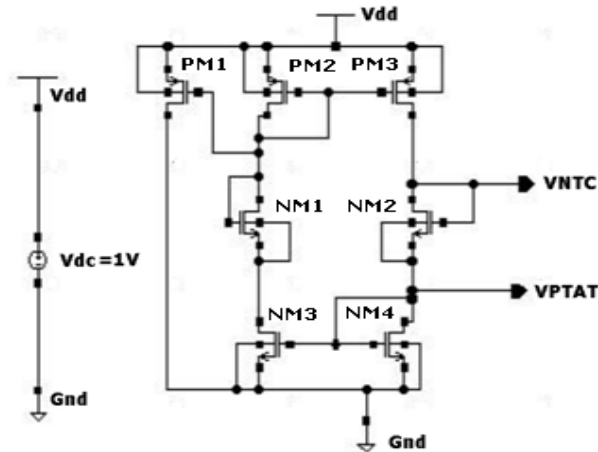 Vdd
PM1
PM2
PM3
Vdd
VNTC
NM1
NM2
Vdc=1V
VPTAT
NM3
NM4
Gnd
Gnd